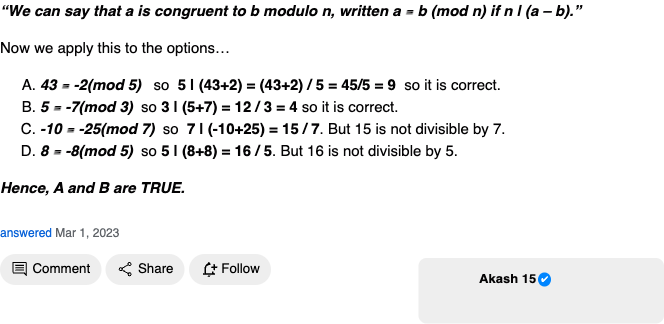 “We can say that a is congruent to b modulo n, written a ≡ b (mod n) if n | (a – b).”
Now we apply this to the options…
A. 43 ≡ -2(mod 5)   so  5 | (43+2) = (43+2) / 5 = 45/5 = 9  so it is correct.
B. 5 ≡ -7(mod 3)  so 3 | (5+7) = 12 / 3 = 4 so it is correct.
C. -10 ≡ -25(mod 7)  so  7 | (-10+25) = 15 / 7. But 15 is not divisible by 7.
D. 8 ≡ -8(mod 5)  so 5 | (8+8) = 16 / 5. But 16 is not divisible by 5.
Hence, A and B are TRUE.
answered Mar 1, 2023
Comment Share Follow
Akash 15